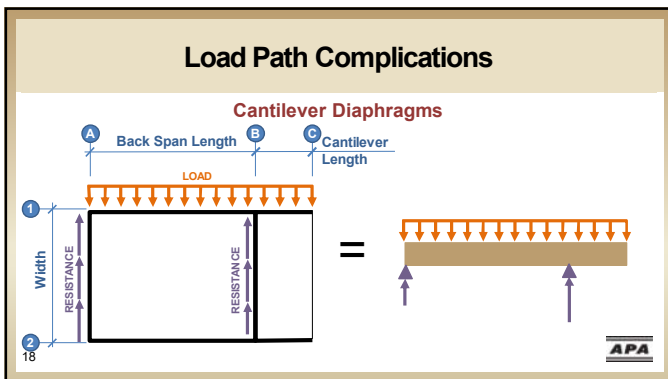 Load Path Complications
Cantilever Diaphragms
A
B
C
Back Span Length
Cantilever
Length
LOAD
1
Width
RESISTANCE
RESISTANCE
=
2
18
APA